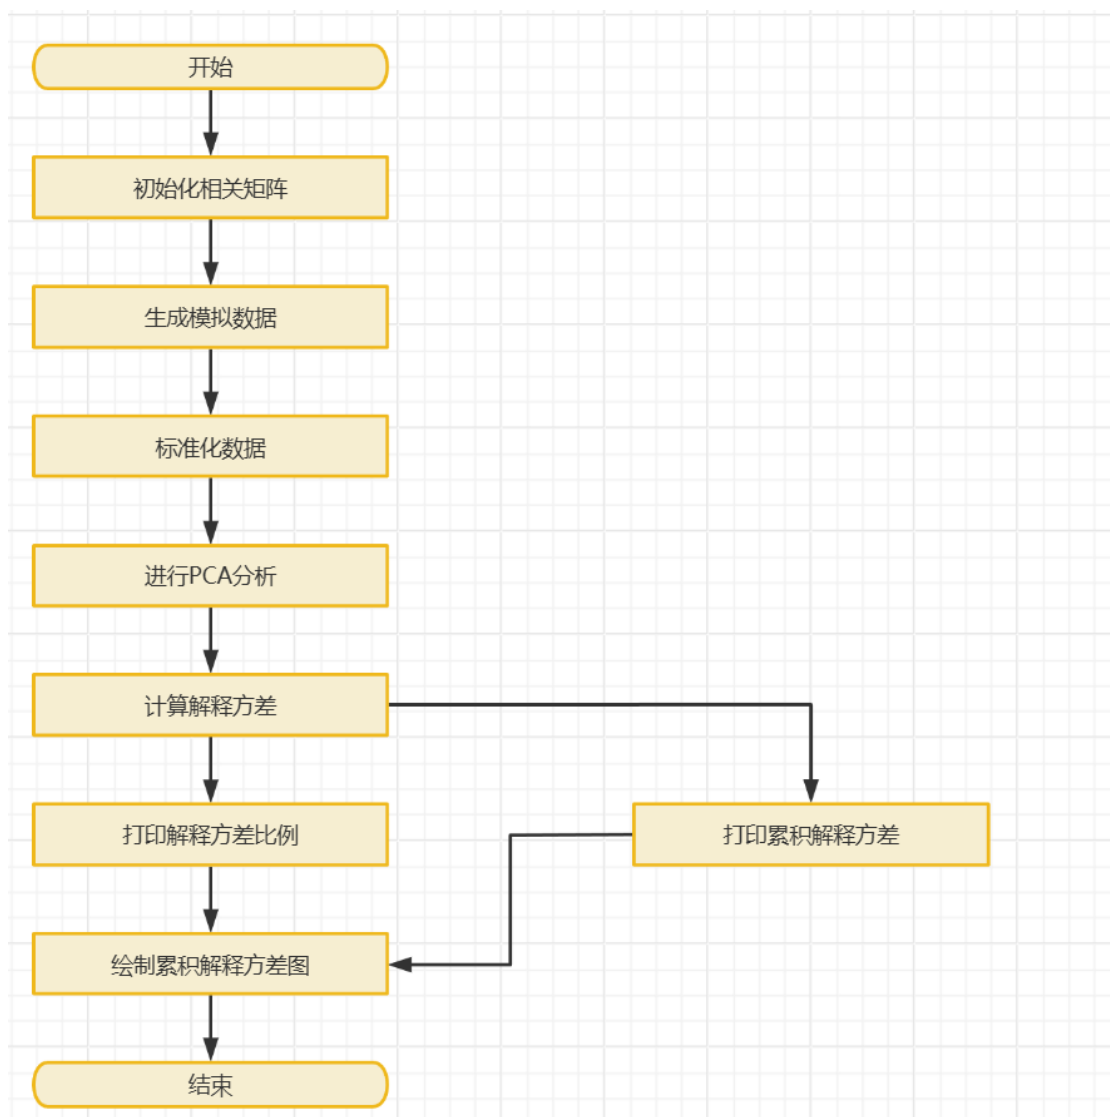 开始
初始化相关矩阵
生成模拟数据
标准化数据
进行PCA分析
计算解释方差
打印解释方差比例
打印累积解释方差
绘制累积解释方差图
结束